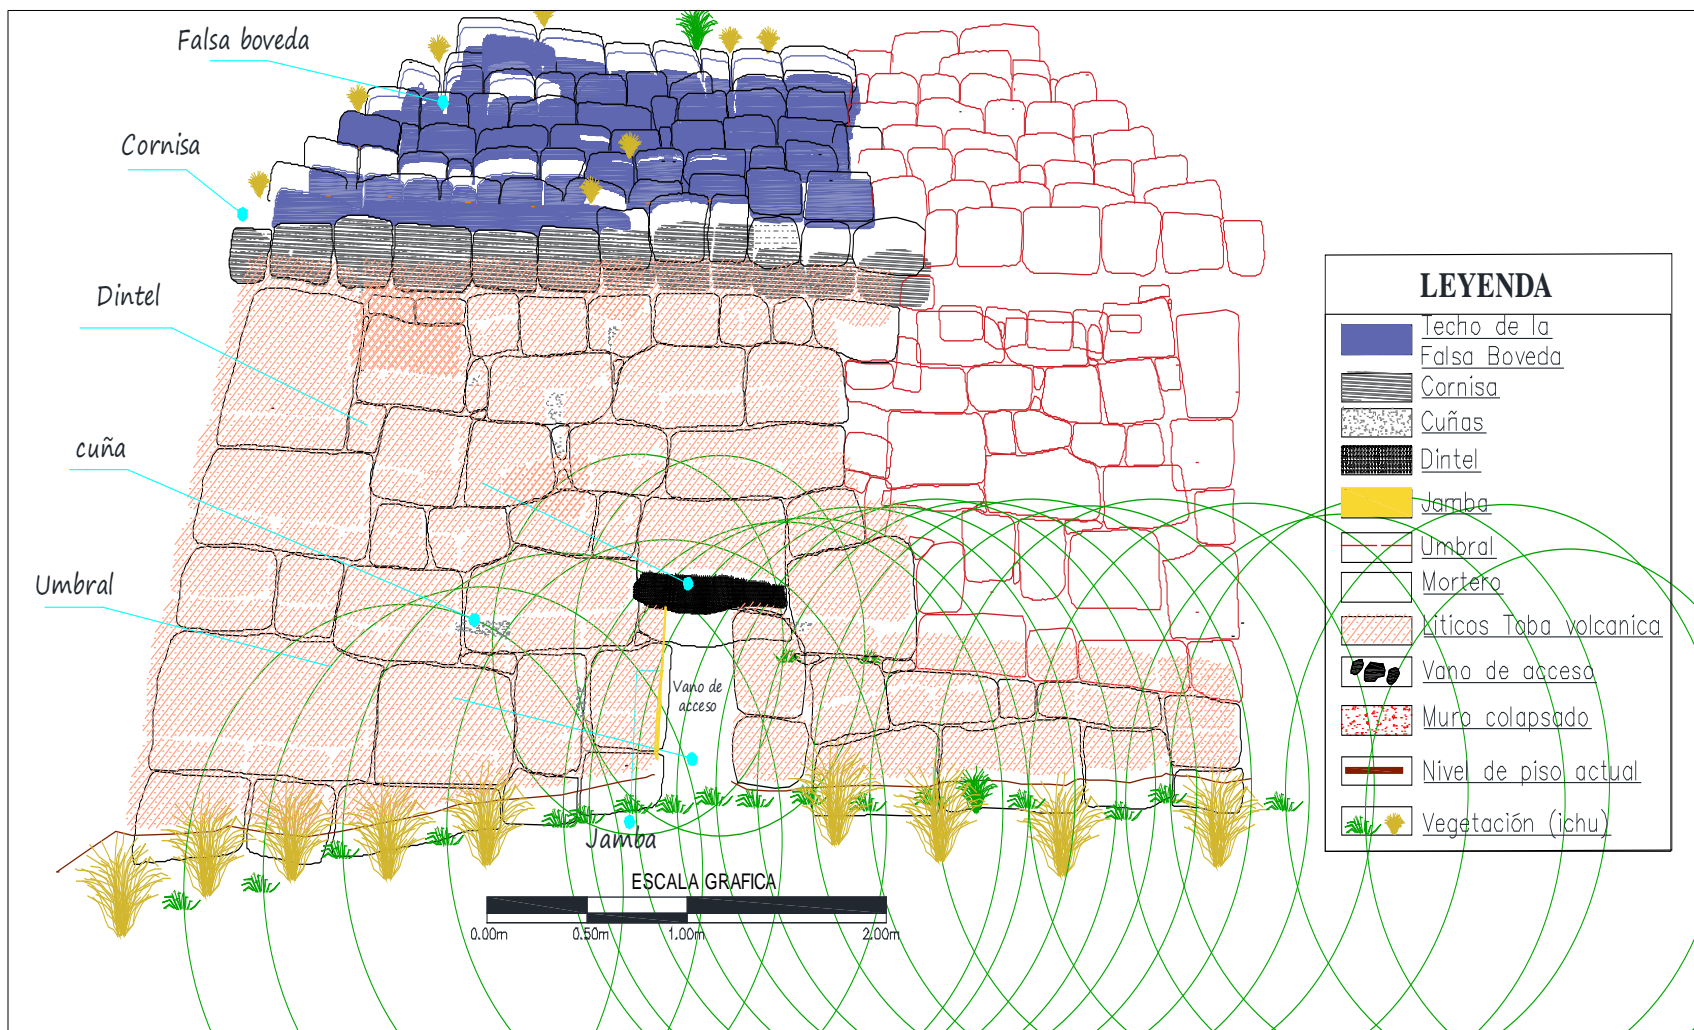 Falsa boveda
Cornisa
Dintel
cuña
Umbral
Vano de
acceso
Jamba
ESCALA GRAFICA
0.00m 0.50m 1.00m 2.00m
LEYENDA
Techo de la
Falsa Boveda
Cornisa
Cuñas
Dintel
Jamba
Umbral
Mortero
Liticos Toba volcanica
Vano de acceso
Muro colapsado
Nivel de piso actual
Vegetación (ichu)